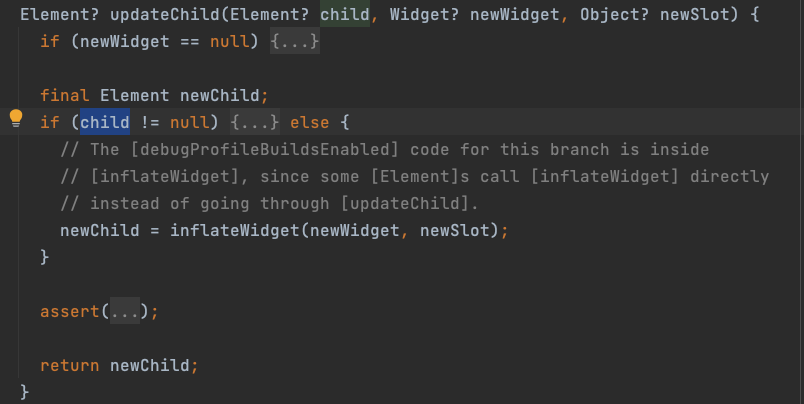 Element? updateChild(Element? child, Widget? newWidget, Object? newSlot) {
if (newWidget == null) {...}
final Element newChild;
if (child != null) {...} else {
// The [debugProfileBuildsEnabled] code for this branch is inside
// [inflateWidget], since some [Element]s call [inflateWidget] directly
// instead of going through [updateChild].
newChild = inflateWidget(newWidget, newSlot);
}
assert(...);
return newChild;
}